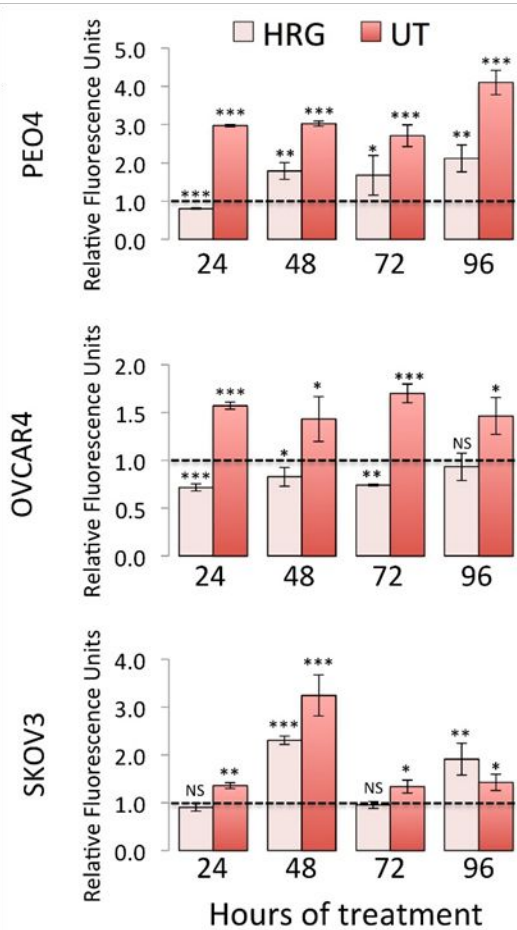 HRG UT
PEO4
Relative Fluorescence Units
5.0
4.0
3.0
2.0
1.0
0.0
*** *** ** *** * *** ** ***
24 48 72 96
OVCAR4
Relative Fluorescence Units
2.0
1.5
1.0
0.5
0.0
*** *** * * ** *** NS *
24 48 72 96
SKOV3
Relative Fluorescence Units
4.0
3.0
2.0
1.0
0.0
NS ** *** *** NS * ** *
24 48 72 96
Hours of treatment